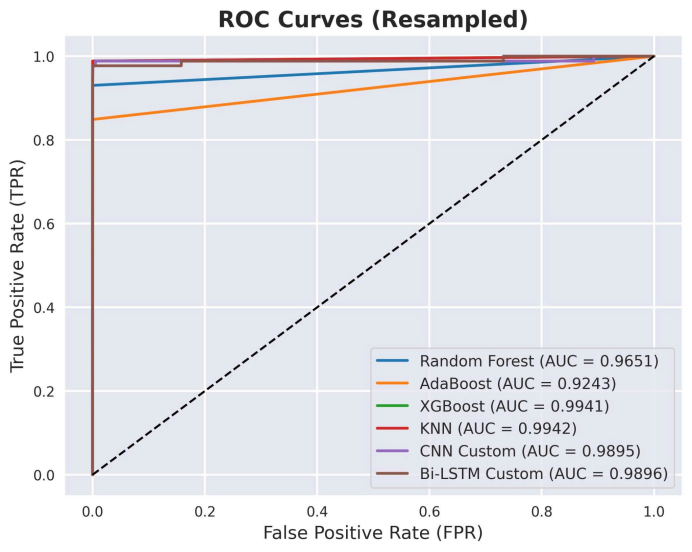 ROC Curves (Resampled)
True Positive Rate (TPR)
1.0
0.8
0.6
0.4
0.2
0.0
Random Forest (AUC = 0.9651)
AdaBoost (AUC = 0.9243)
XGBoost (AUC = 0.9941)
KNN (AUC = 0.9942)
CNN Custom (AUC = 0.9895)
Bi-LSTM Custom (AUC = 0.9896)
0.0 0.2 0.4 0.6 0.8 1.0
False Positive Rate (FPR)